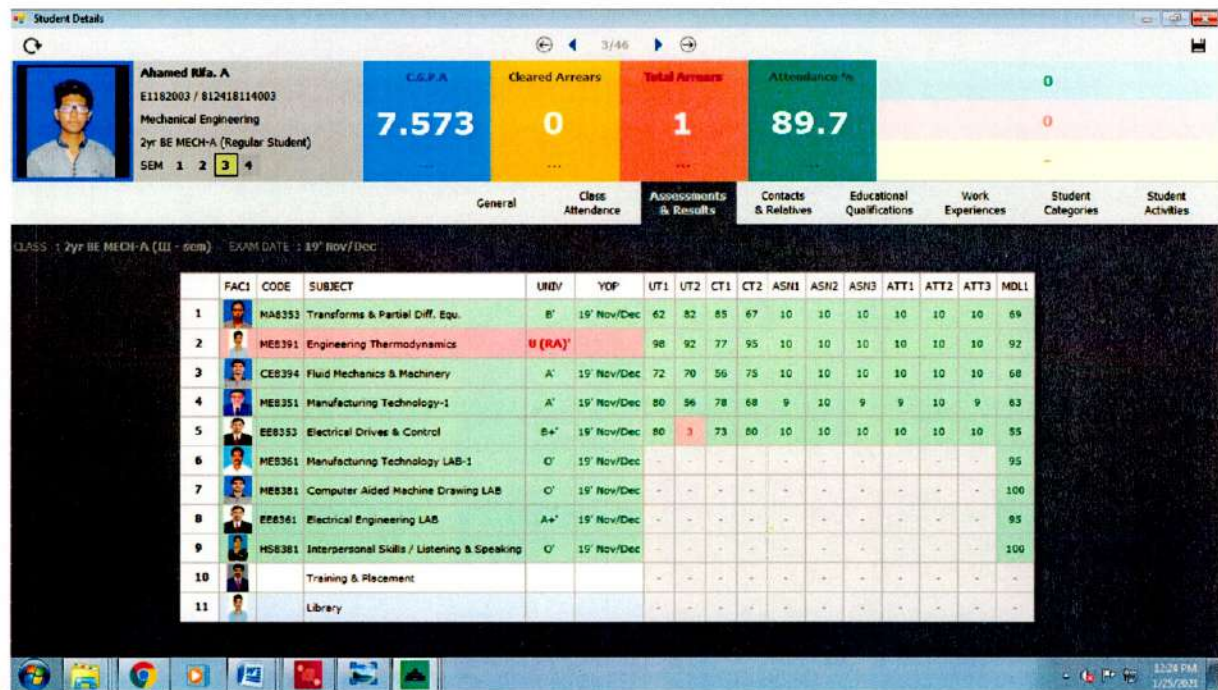 Student Details
3/46
Ahamed Rifa. A
E1182003 / 812418114003
Mechanical Engineering
2yr BE MECH-A (Regular Student)
SEM 1 2 3 4
C.G.P.A
7.573
...
Cleared Arrears
0
...
Total Arrears
1
...
Attendance %
89.7
...
0
0
-
General
Class Attendance
Assessments & Results
Contacts & Relatives
Educational Qualifications
Work Experiences
Student Categories
Student Activities
CLASS : 2yr BE MECH-A (III - sem) EXAM DATE : 19' Nov/Dec
FAC1 CODE SUBJECT UNIV YOP UT1 UT2 CT1 CT2 ASN1 ASN2 ASN3 ATT1 ATT2 ATT3 MDL1
1 MA8353 Transforms & Partial Diff. Equ. B' 19' Nov/Dec 62 82 85 67 10 10 10 10 10 10 69
2 ME8391 Engineering Thermodynamics U (RA)' 98 92 77 95 10 10 10 10 10 10 92
3 CE8394 Fluid Mechanics & Machinery A' 19' Nov/Dec 72 70 56 75 10 10 10 10 10 10 68
4 ME8351 Manufacturing Technology-1 A' 19' Nov/Dec 80 56 78 68 9 10 9 9 10 9 63
5 EE8353 Electrical Drives & Control B+' 19' Nov/Dec 80 3 73 80 10 10 10 10 10 10 55
6 ME8361 Manufacturing Technology LAB-1 O' 19' Nov/Dec - - - - - - - - - - 95
7 ME8381 Computer Aided Machine Drawing LAB O' 19' Nov/Dec - - - - - - - - - - 100
8 EE8361 Electrical Engineering LAB A+' 19' Nov/Dec - - - - - - - - - - 95
9 HS8381 Interpersonal Skills / Listening & Speaking O' 19' Nov/Dec - - - - - - - - - - 100
10 Training & Placement - - - - - - - - - - -
11 Library - - - - - - - - - - -
12:24 PM
1/25/2021